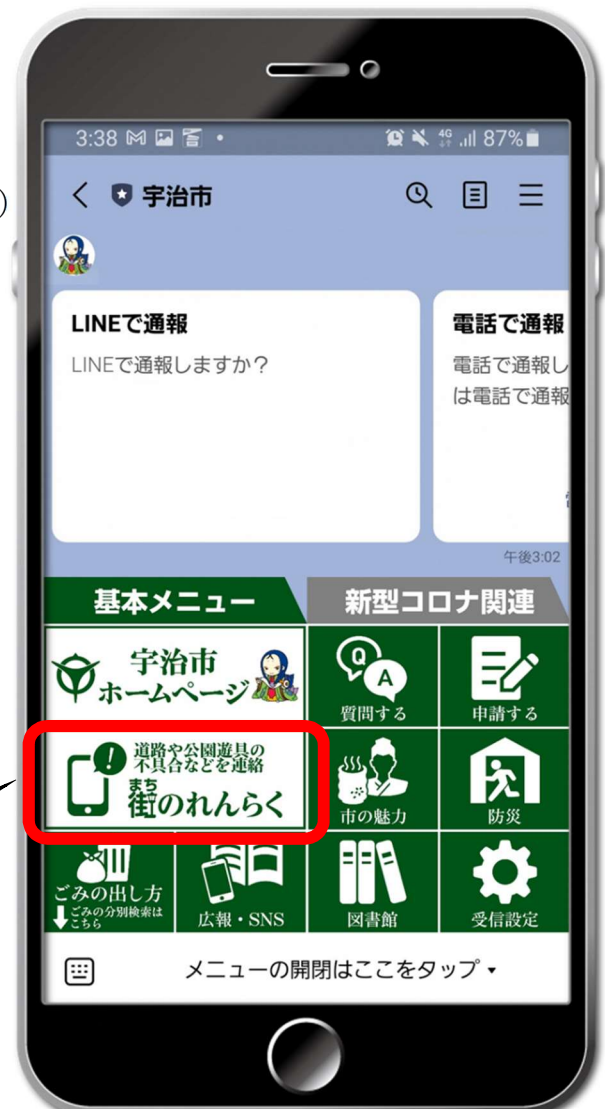 3:38
4G
87%
宇治市
LINEで通報
LINEで通報しますか？
電話で通報
電話で通報し
は電話で通報
午後3:02
基本メニュー
新型コロナ関連
宇治市
ホームページ
Q
A
質問する
申請する
道路や公園遊具の
不具合などを連絡
まち
街のれんらく
市の魅力
防災
ごみの出し方
ごみの分別検索は
こちら
広報・SNS
図書館
受信設定
メニューの開閉はここをタップ▾